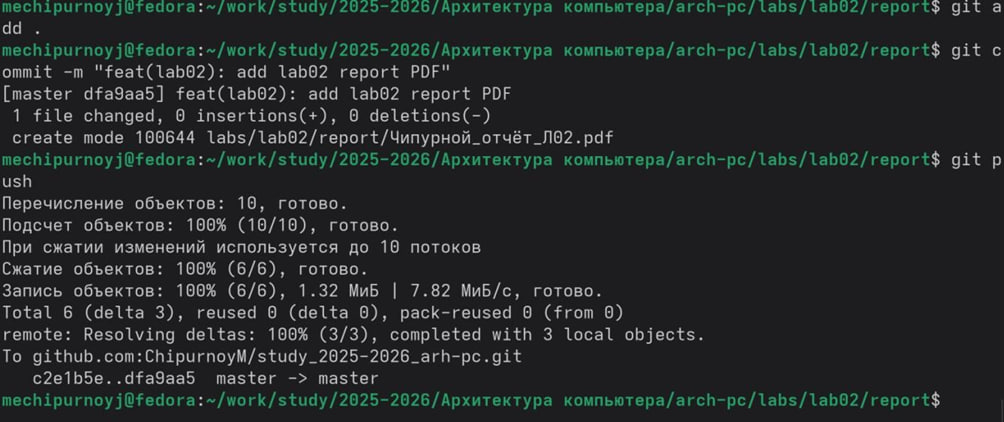 mechipurnoyj@fedora:~/work/study/2025-2026/Архитектура компьютера/arch-pc/labs/lab02/report$ git a
dd .
mechipurnoyj@fedora:~/work/study/2025-2026/Архитектура компьютера/arch-pc/labs/lab02/report$ git c
ommit -m "feat(lab02): add lab02 report PDF"
[master dfa9aa5] feat(lab02): add lab02 report PDF
 1 file changed, 0 insertions(+), 0 deletions(-)
 create mode 100644 labs/lab02/report/Чипурной_отчёт_Л02.pdf
mechipurnoyj@fedora:~/work/study/2025-2026/Архитектура компьютера/arch-pc/labs/lab02/report$ git p
ush
Перечисление объектов: 10, готово.
Подсчет объектов: 100% (10/10), готово.
При сжатии изменений используется до 10 потоков
Сжатие объектов: 100% (6/6), готово.
Запись объектов: 100% (6/6), 1.32 МиБ | 7.82 МиБ/с, готово.
Total 6 (delta 3), reused 0 (delta 0), pack-reused 0 (from 0)
remote: Resolving deltas: 100% (3/3), completed with 3 local objects.
To github.com:ChipurnoyM/study_2025-2026_arh-pc.git
   c2e1b5e..dfa9aa5  master -> master
mechipurnoyj@fedora:~/work/study/2025-2026/Архитектура компьютера/arch-pc/labs/lab02/report$